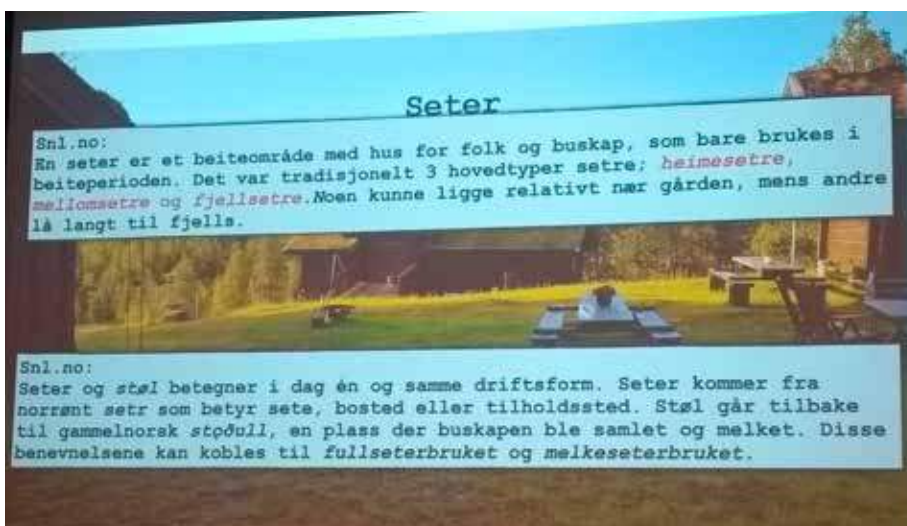 Seter
Snl.no:
En seter er et beiteområde med hus for folk og buskap, som bare brukes i
beiteperioden. Det var tradisjonelt 3 hovedtyper setre; heimesetre,
mellomsetre og fjellsetre.Noen kunne ligge relativt nær gården, mens andre
lå langt til fjells.
Snl.no:
Seter og støl betegner i dag én og samme driftsform. Seter kommer fra
norrønt setr som betyr sete, bosted eller tilholdssted. Støl går tilbake
til gammelnorsk stǫðull, en plass der buskapen ble samlet og melket. Disse
benevnelsene kan kobles til fullseterbruket og melkeseterbruket.